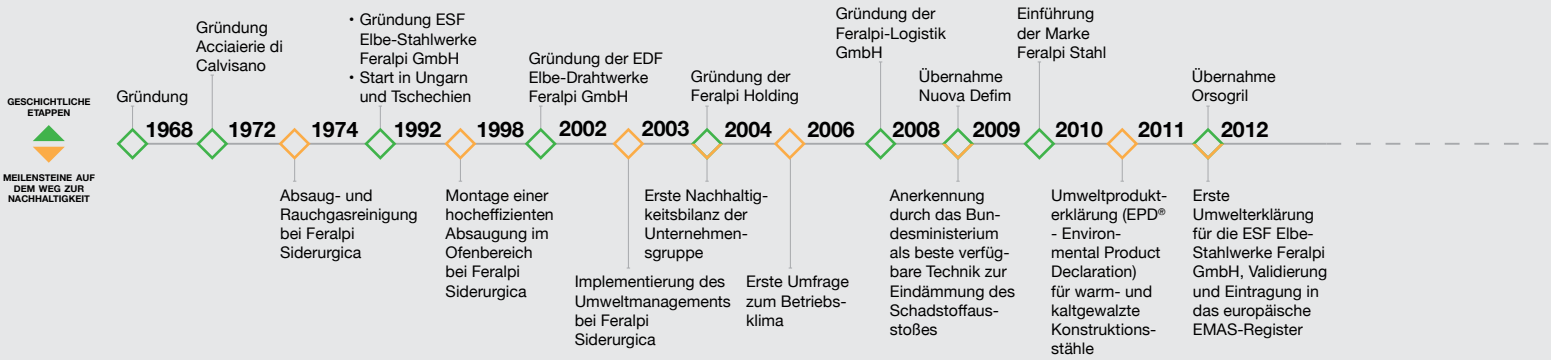 GESCHICHTLICHE
ETAPPEN
MEILENSTEINE AUF
DEM WEG ZUR
NACHHALTIGKEIT
Gründung
1968
Gründung
Acciaierie di
Calvisano
1972
1974
Absaug- und
Rauchgasreinigung
bei Feralpi
Siderurgica
• Gründung ESF
Elbe-Stahlwerke
Feralpi GmbH
• Start in Ungarn
und Tschechien
1992
1998
Montage einer
hocheffizienten
Absaugung im
Ofenbereich
bei Feralpi
Siderurgica
Gründung der EDF
Elbe-Drahtwerke
Feralpi GmbH
2002
2003
Implementierung des
Umweltmanagements
bei Feralpi
Siderurgica
Gründung der
Feralpi Holding
2004
Erste Nachhaltig-
keitsbilanz der
Unternehmen-
sgruppe
2006
Erste Umfrage
zum Betriebs-
klima
Gründung der
Feralpi-Logistik
GmbH
2008
Übernahme
Nuova Defim
2009
Anerkennung
durch das Bun-
desministerium
als beste verfüg-
bare Technik zur
Eindämmung des
Schadstoffaus-
stoßes
Einführung
der Marke
Feralpi Stahl
2010
2011
Umweltprodukt-
erklärung (EPD®
- Environ-
mental Product
Declaration)
für warm- und
kaltgewalzte
Konstruktions-
stähle
Übernahme
Orsogril
2012
Erste
Umwelterklärung
für die ESF Elbe-
Stahlwerke Feralpi
GmbH, Validierung
und Eintragung in
das europäische
EMAS-Register